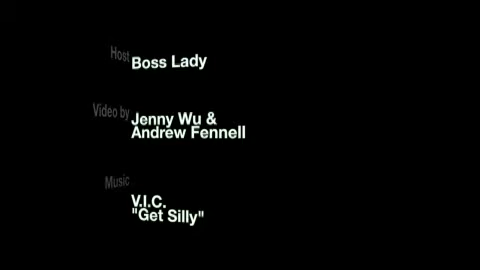 Host
Boss Lady
Video by
Jenny Wu &
Andrew Fennell
Music
V.I.C.
"Get Silly"